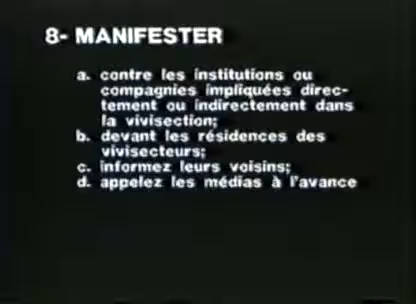 8- MANIFESTER
a. contre les institutions ou
compagnies impliquées direc-
tement ou indirectement dans
la vivisection;
b. devant les résidences des
vivisecteurs;
c. informez leurs voisins;
d. appelez les médias à l'avance